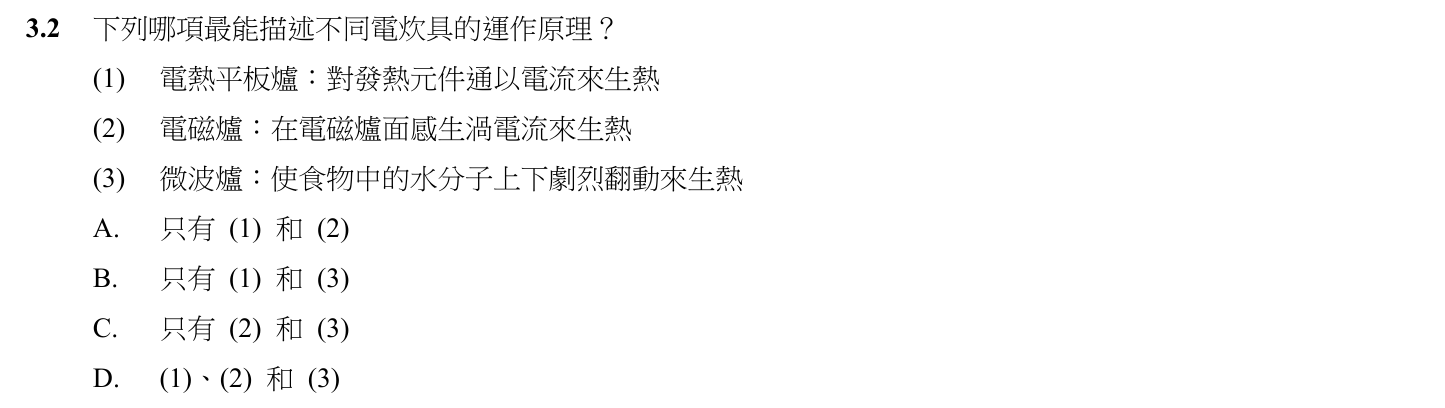 3.2 下列哪項最能描述不同電炊具的運作原理？
(1) 電熱平板爐：對發熱元件通以電流來生熱
(2) 電磁爐：在電磁爐面感生渦電流來生熱
(3) 微波爐：使食物中的水分子上下劇烈翻動來生熱
A. 只有 (1) 和 (2)
B. 只有 (1) 和 (3)
C. 只有 (2) 和 (3)
D. (1)、(2) 和 (3)